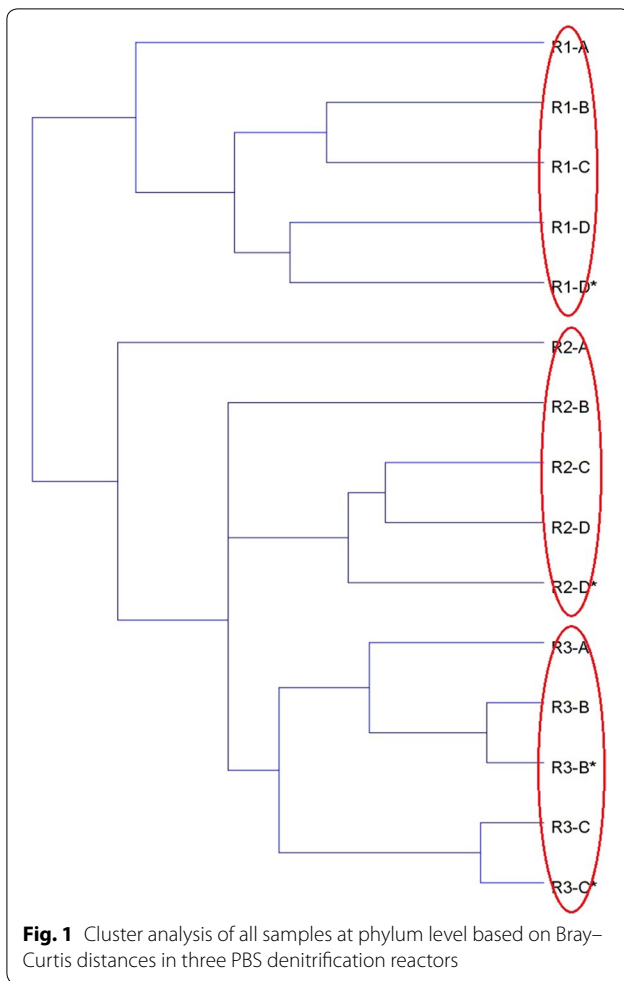 R1-A
R1-B
R1-C
R1-D
R1-D*
R2-A
R2-B
R2-C
R2-D
R2-D*
R3-A
R3-B
R3-B*
R3-C
R3-C*
Fig. 1 Cluster analysis of all samples at phylum level based on Bray–
Curtis distances in three PBS denitrification reactors